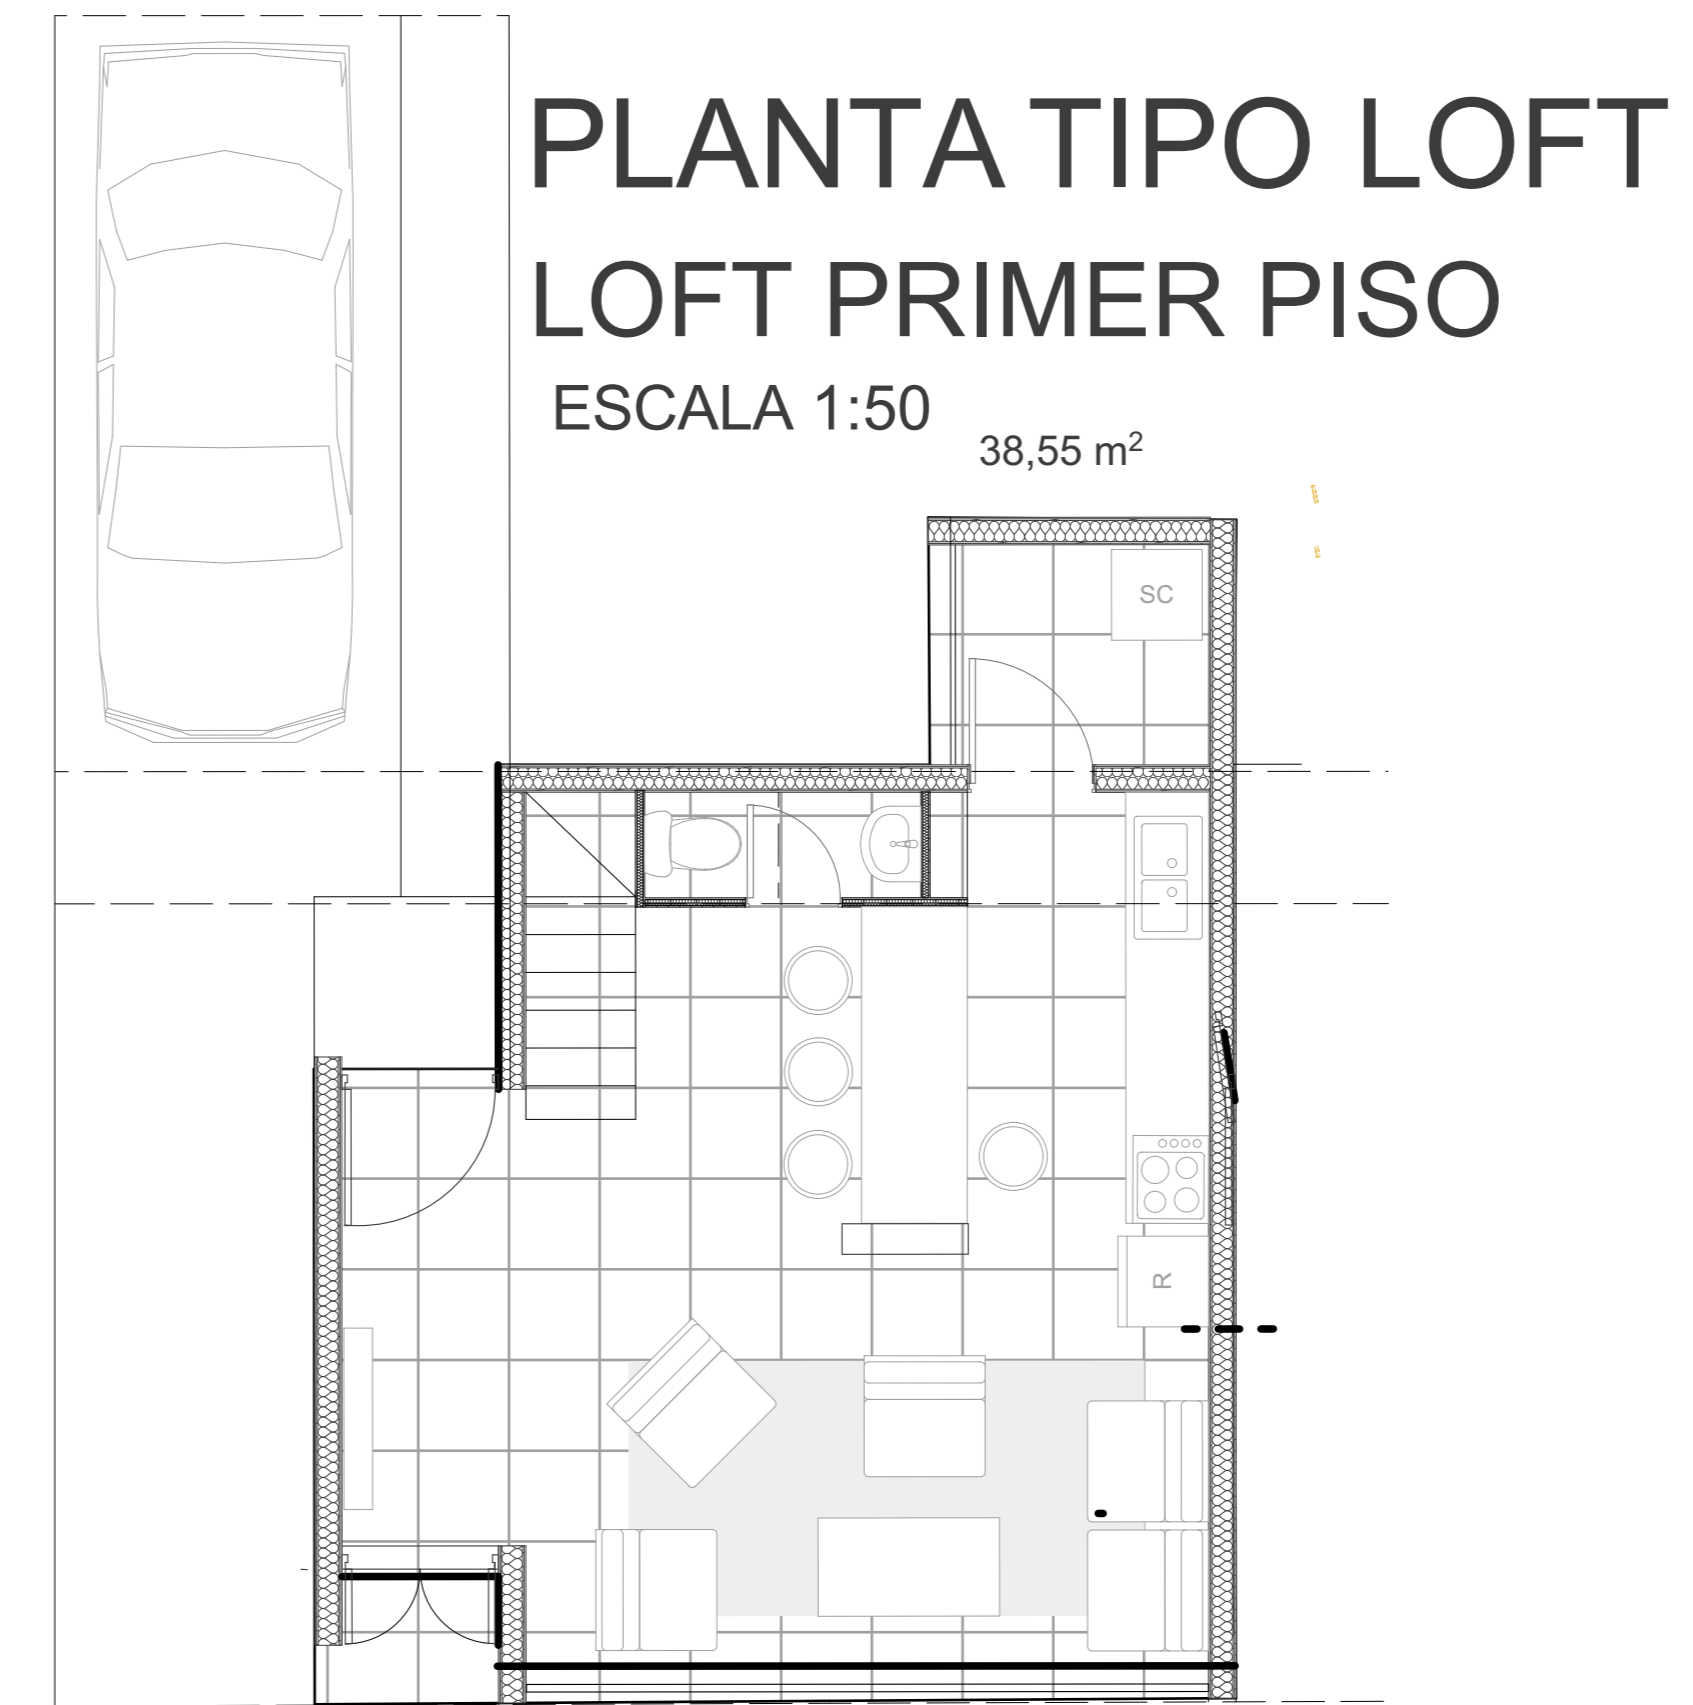 PLANTA TIPO LOFT
LOFT PRIMER PISO
ESCALA 1:50
38,55 m²
SC
R